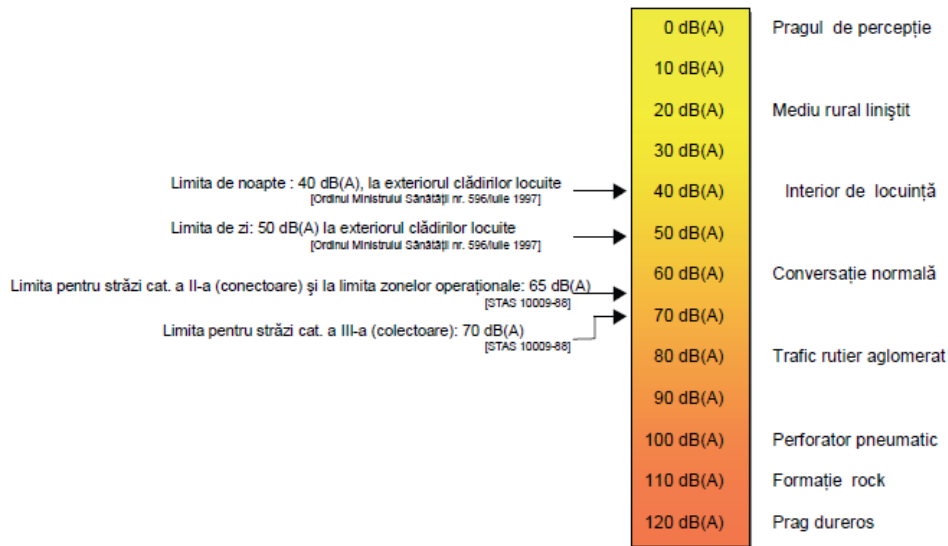 0 dB(A) Pragul de percepție
10 dB(A)
20 dB(A) Mediu rural liniştit
30 dB(A)
Limita de noapte : 40 dB(A), la exteriorul clădirilor locuite
[Ordinul Ministrului Sănătății nr. 596/iulie 1997]
40 dB(A) Interior de locuință
Limita de zi: 50 dB(A) la exteriorul clădirilor locuite
[Ordinul Ministrului Sănătății nr. 596/iulie 1997]
50 dB(A)
60 dB(A) Conversație normală
Limita pentru străzi cat. a II-a (conectoare) şi la limita zonelor operaționale: 65 dB(A)
[STAS 10009-88]
70 dB(A)
Limita pentru străzi cat. a III-a (colectoare): 70 dB(A)
[STAS 10009-88]
80 dB(A) Trafic rutier aglomerat
90 dB(A)
100 dB(A) Perforator pneumatic
110 dB(A) Formație rock
120 dB(A) Prag dureros